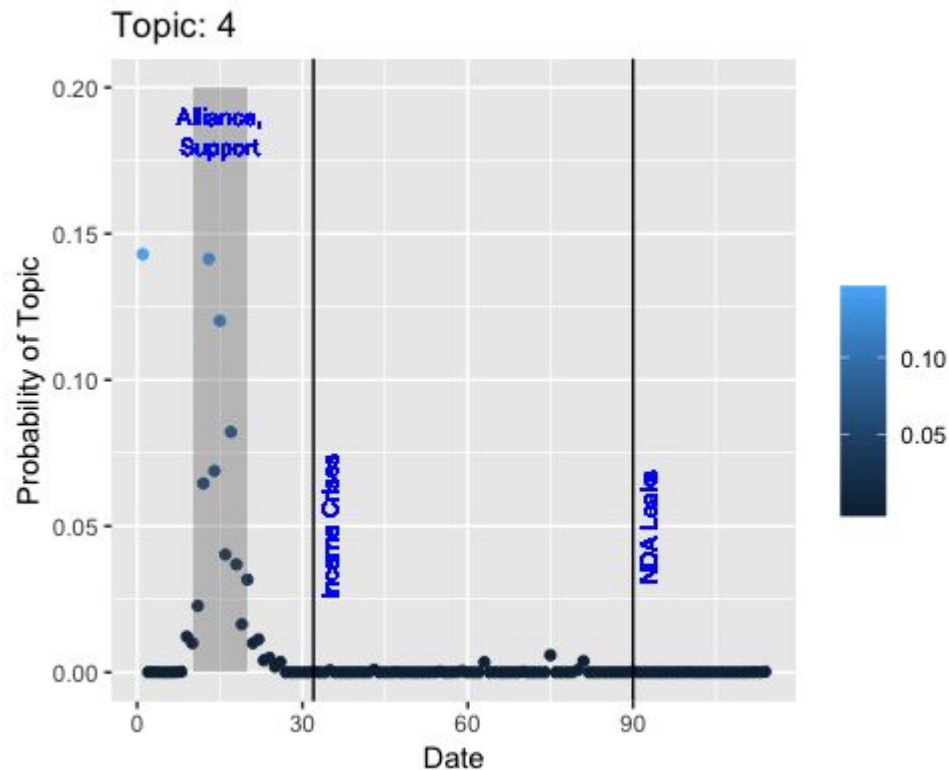 Topic: 4
0.20
Alliance,
Support
0.15
0.10
0.05
0.00
Probability of Topic
Income Crises
NDA Leaks
0
30
60
90
Date
0.10
0.05